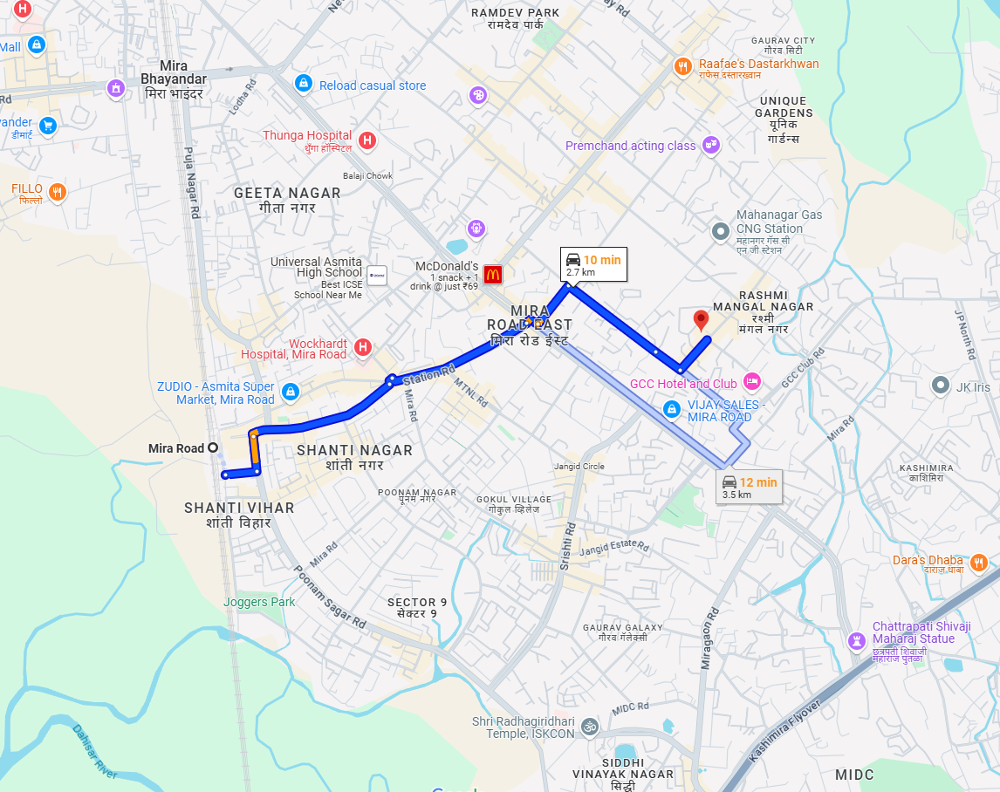 RAMDEV PARK
रामदेव पार्क
GAURAV CITY
गौरव सिटी
Mall
Mira
Bhayandar
मिरा भाइंदर
Raafae's Dastarkhwan
राफेस दस्तारख्वान
Reload casual store
Rd
Lodha Rd
UNIQUE
GARDENS
यूनिक
गार्डन्स
डीमार्ट
Thunga Hospital
थुँगा हॉस्पिटल
Premchand acting class
Balaji Chowk
Puja Nagar Rd
FILLO
फिल्लो
GEETA NAGAR
गीता नगर
Mahanagar Gas
CNG Station
महानगर गॅस सी
एन जी स्टेशन
Universal Asmita
High School
Best ICSE
School Near Me
McDonald's
1 snack + 1
drink @ just ₹69
10 min
2.7 km
RASHMI
MANGAL NAGAR
रश्मी
मंगल नगर
MIRA
ROAD EAST
मिरा रोड ईस्ट
JP North Rd
Wockhardt
Hospital, Mira Road
GCC Club Rd
ZUDIO - Asmita Super
Market, Mira Road
Station Rd
MTNL Rd
Mira Rd
GCC Hotel and Club
JK Iris
VIJAY SALES -
MIRA ROAD
Mira Rd
Mira Road
SHANTI NAGAR
शांती नगर
Jangid Circle
KASHIMIRA
काशिमिरा
12 min
3.5 km
POONAM NAGAR
पूनम नगर
GOKUL VILLAGE
गोकुल व्हिलेज
SHANTI VIHAR
शांती विहार
Mira Rd
Srishti Rd
Jangid Estate Rd
Dara's Dhaba
दाराज़ धाबा
Poonam Sagar Rd
Joggers Park
SECTOR 9
सेक्टर 9
GAURAV GALAXY
गौरव गॅलेक्सी
Miragaon Rd
Chattrapati Shivaji
Maharaj Statue
छत्रपती शिवाजी
महाराज पुतळा
MIDC Rd
Kashimira Flyover
Shri Radhagiridhari
Temple, ISKCON
Dahisar River
SIDDHI
VINAYAK NAGAR
सिद्धी
MIDC